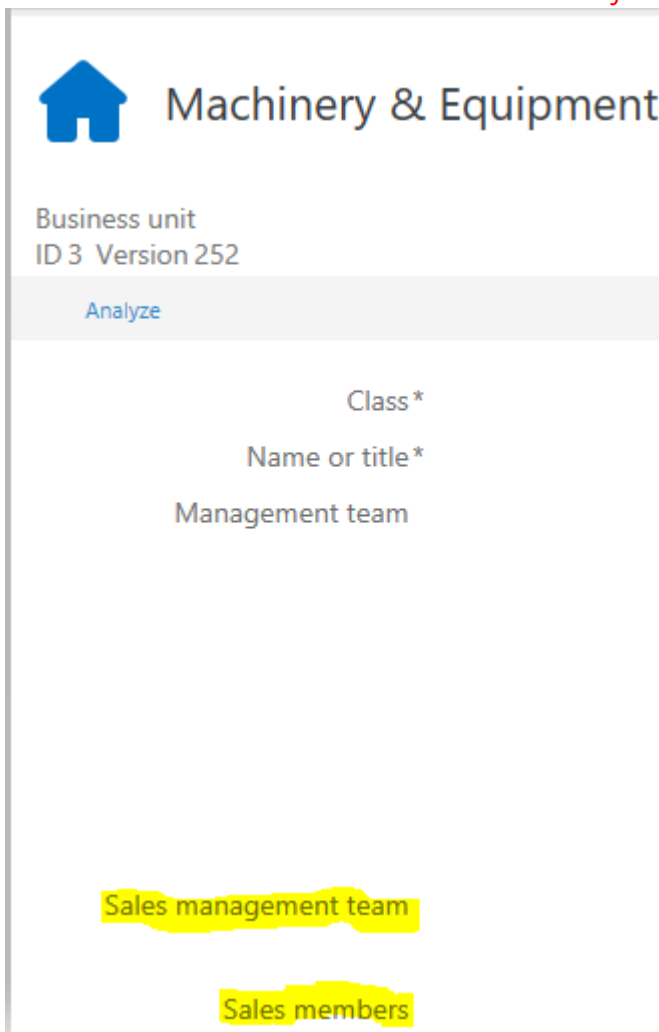 Machinery & Equipment
Business unit
ID 3 Version 252
Analyze
Class*
Name or title*
Management team
Sales management team
Sales members